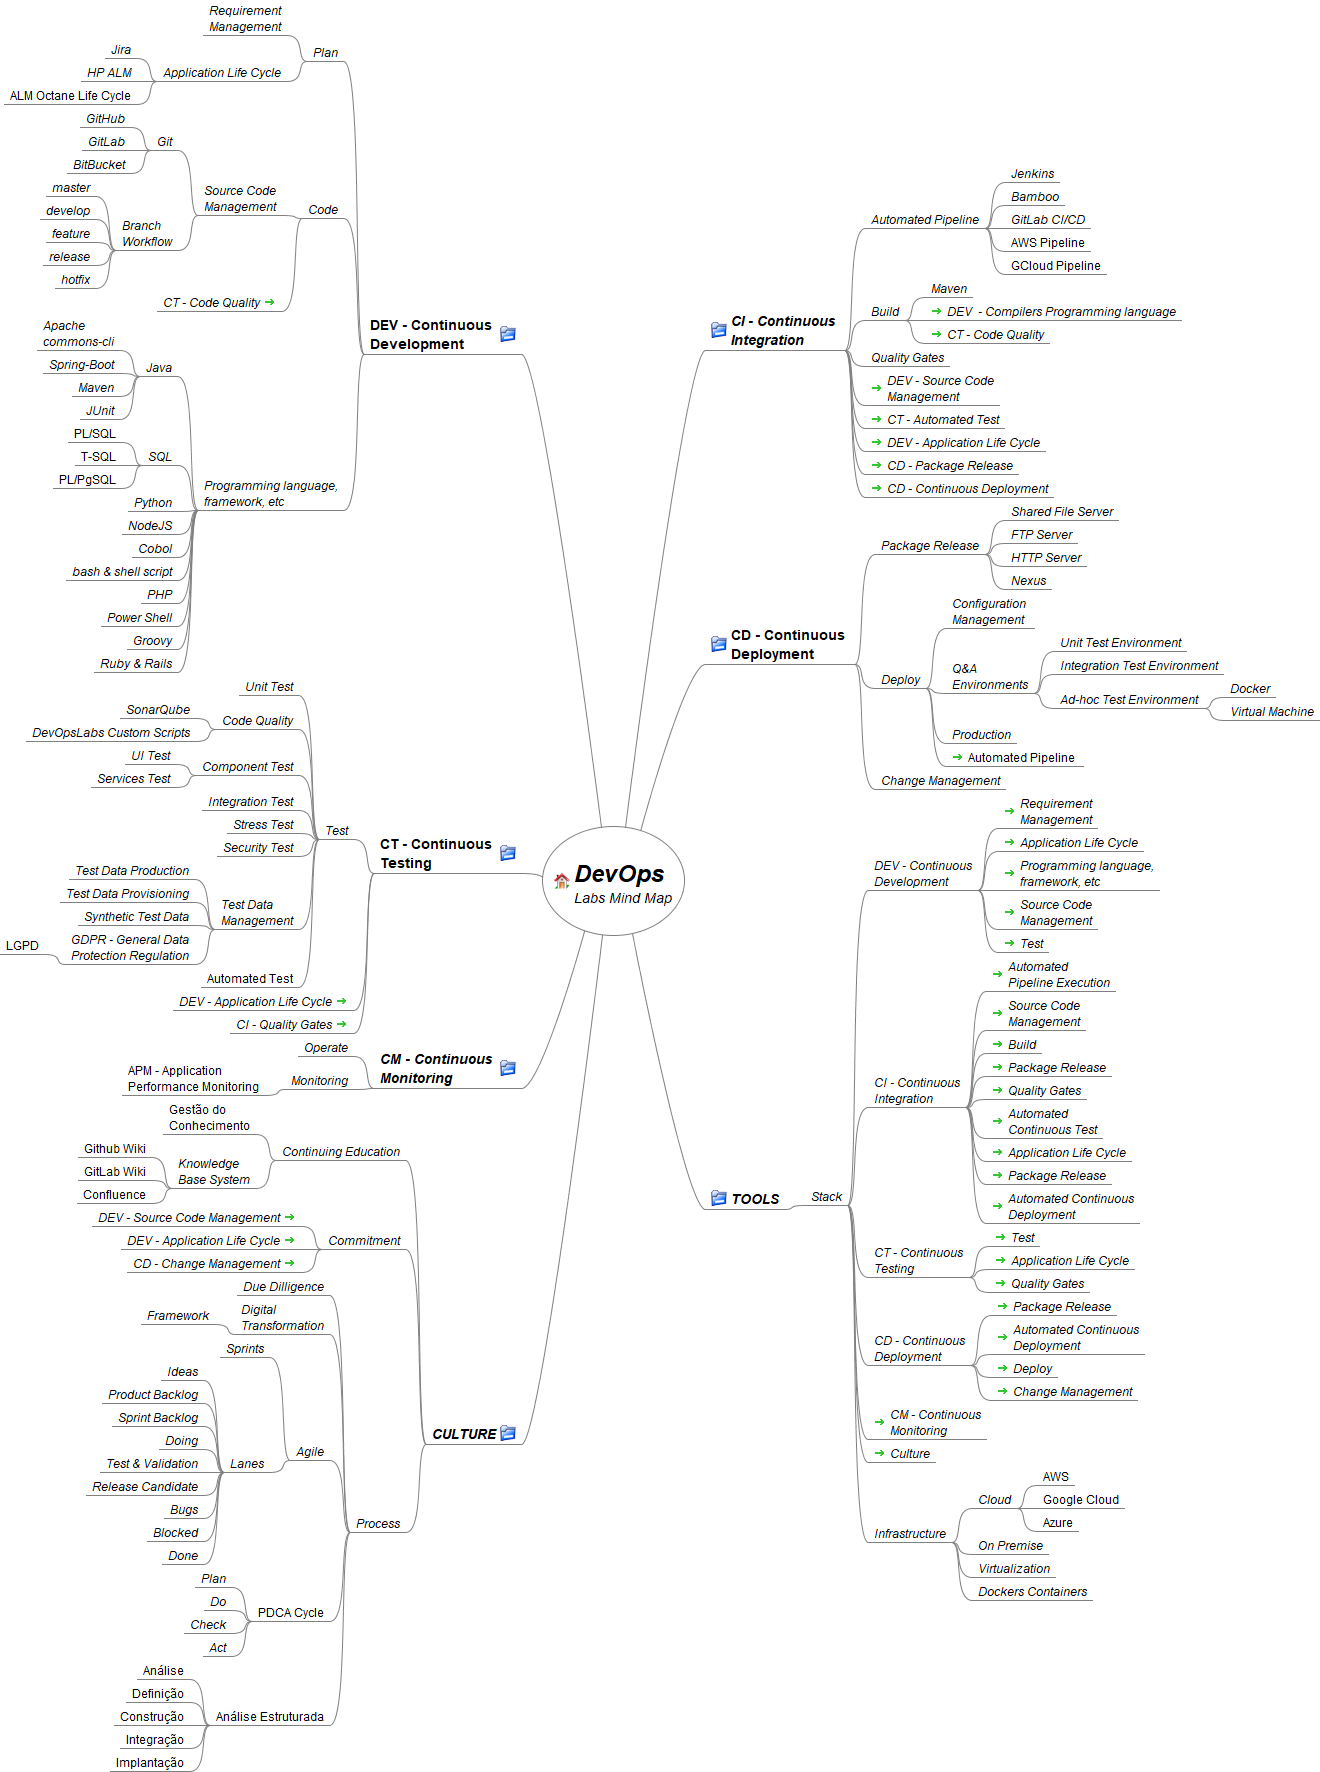 DevOps
Labs Mind Map
DEV - Continuous
Development
Plan
Requirement
Management
Application Life Cycle
Jira
HP ALM
ALM Octane Life Cycle
Code
Source Code
Management
Git
GitHub
GitLab
BitBucket
Branch
Workflow
master
develop
feature
release
hotfix
CT - Code Quality
Programming language,
framework, etc
Java
Apache
commons-cli
Spring-Boot
Maven
JUnit
SQL
PL/SQL
T-SQL
PL/PgSQL
Python
NodeJS
Cobol
bash & shell script
PHP
Power Shell
Groovy
Ruby & Rails
CT - Continuous
Testing
Test
Unit Test
Code Quality
SonarQube
DevOpsLabs Custom Scripts
Component Test
UI Test
Services Test
Integration Test
Stress Test
Security Test
Test Data
Management
Test Data Production
Test Data Provisioning
Synthetic Test Data
GDPR - General Data
Protection Regulation
LGPD
Automated Test
DEV - Application Life Cycle
CI - Quality Gates
CM - Continuous
Monitoring
Operate
Monitoring
APM - Application
Performance Monitoring
CULTURE
Continuing Education
Gestão do
Conhecimento
Knowledge
Base System
Github Wiki
GitLab Wiki
Confluence
Commitment
DEV - Source Code Management
DEV - Application Life Cycle
CD - Change Management
Process
Due Dilligence
Digital
Transformation
Framework
Agile
Sprints
Lanes
Ideas
Product Backlog
Sprint Backlog
Doing
Test & Validation
Release Candidate
Bugs
Blocked
Done
PDCA Cycle
Plan
Do
Check
Act
Análise Estruturada
Análise
Definição
Construção
Integração
Implantação
CI - Continuous
Integration
Automated Pipeline
Jenkins
Bamboo
GitLab CI/CD
AWS Pipeline
GCloud Pipeline
Build
Maven
DEV - Compilers Programming language
CT - Code Quality
Quality Gates
DEV - Source Code
Management
CT - Automated Test
DEV - Application Life Cycle
CD - Package Release
CD - Continuous Deployment
CD - Continuous
Deployment
Package Release
Shared File Server
FTP Server
HTTP Server
Nexus
Deploy
Configuration
Management
Q&A
Environments
Unit Test Environment
Integration Test Environment
Ad-hoc Test Environment
Docker
Virtual Machine
Production
Automated Pipeline
Change Management
TOOLS
Stack
DEV - Continuous
Development
Requirement
Management
Application Life Cycle
Programming language,
framework, etc
Source Code
Management
Test
CI - Continuous
Integration
Automated
Pipeline Execution
Source Code
Management
Build
Package Release
Quality Gates
Automated
Continuous Test
Application Life Cycle
Package Release
Automated Continuous
Deployment
CT - Continuous
Testing
Test
Application Life Cycle
Quality Gates
CD - Continuous
Deployment
Package Release
Automated Continuous
Deployment
Deploy
Change Management
CM - Continuous
Monitoring
Culture
Infrastructure
Cloud
AWS
Google Cloud
Azure
On Premise
Virtualization
Dockers Containers